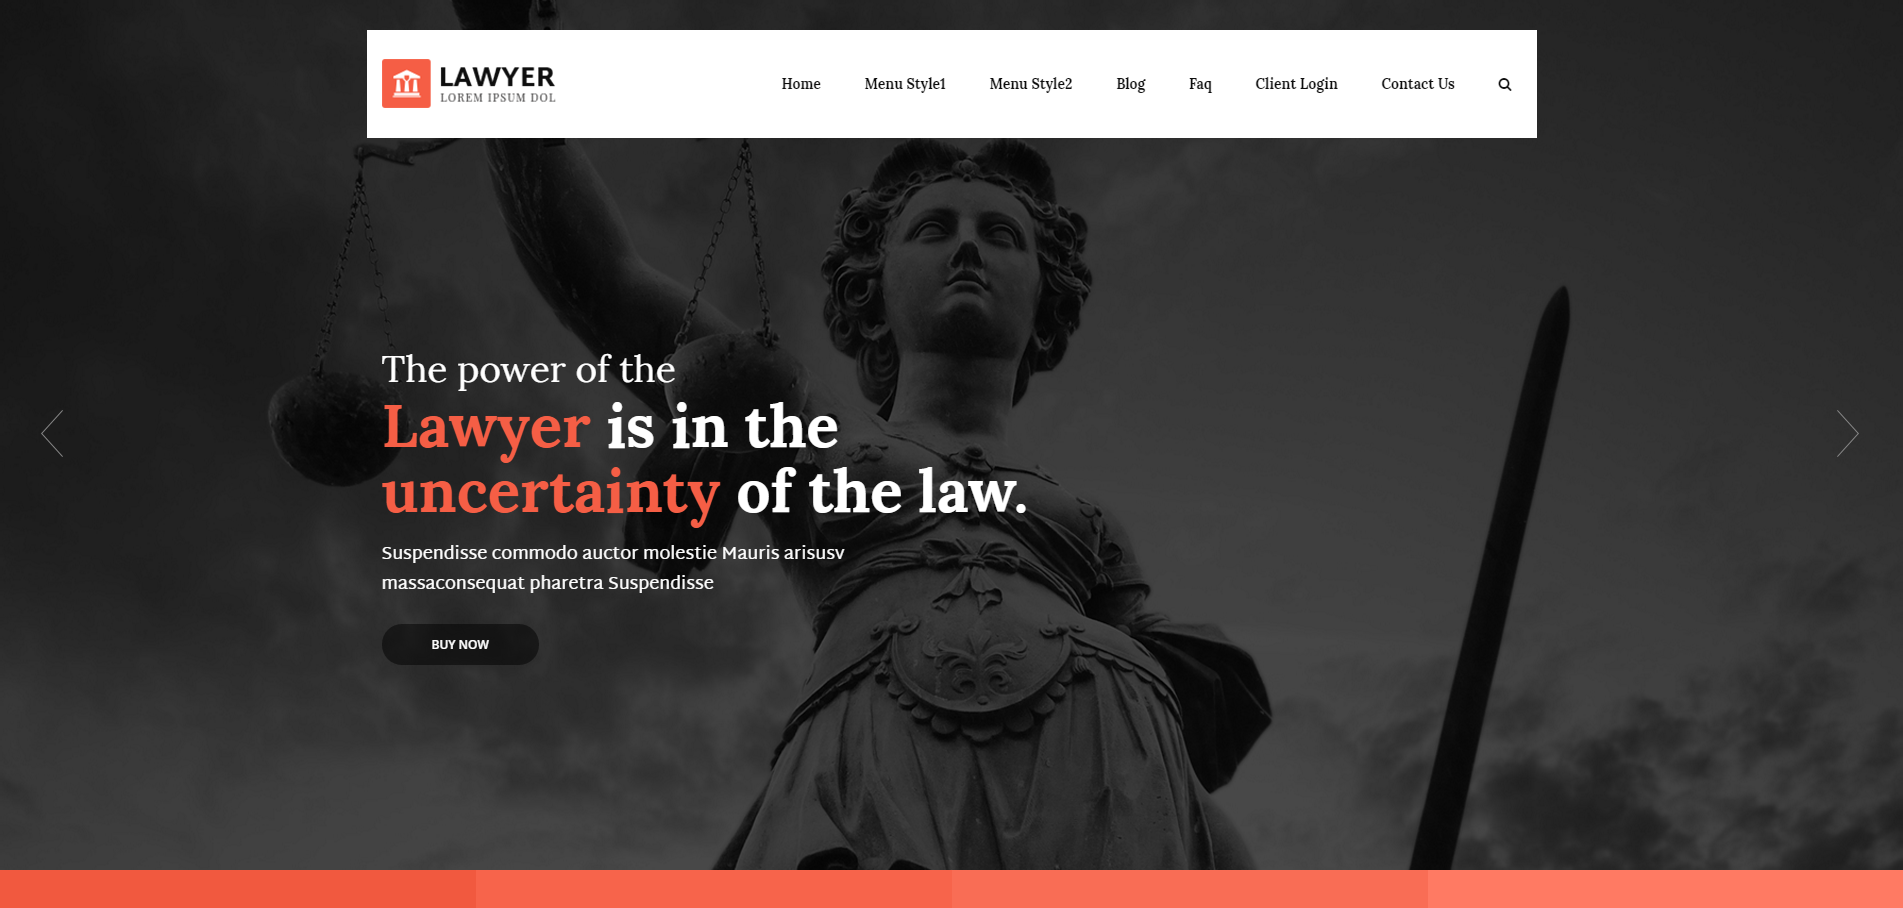 LAWYER
LOREM IPSUM DOL
Home Menu Style1 Menu Style2 Blog Faq Client Login Contact Us
The power of the
Lawyer is in the
uncertainty of the law.
Suspendisse commodo auctor molestie Mauris arisusv
massaconsequat pharetra Suspendisse
BUY NOW